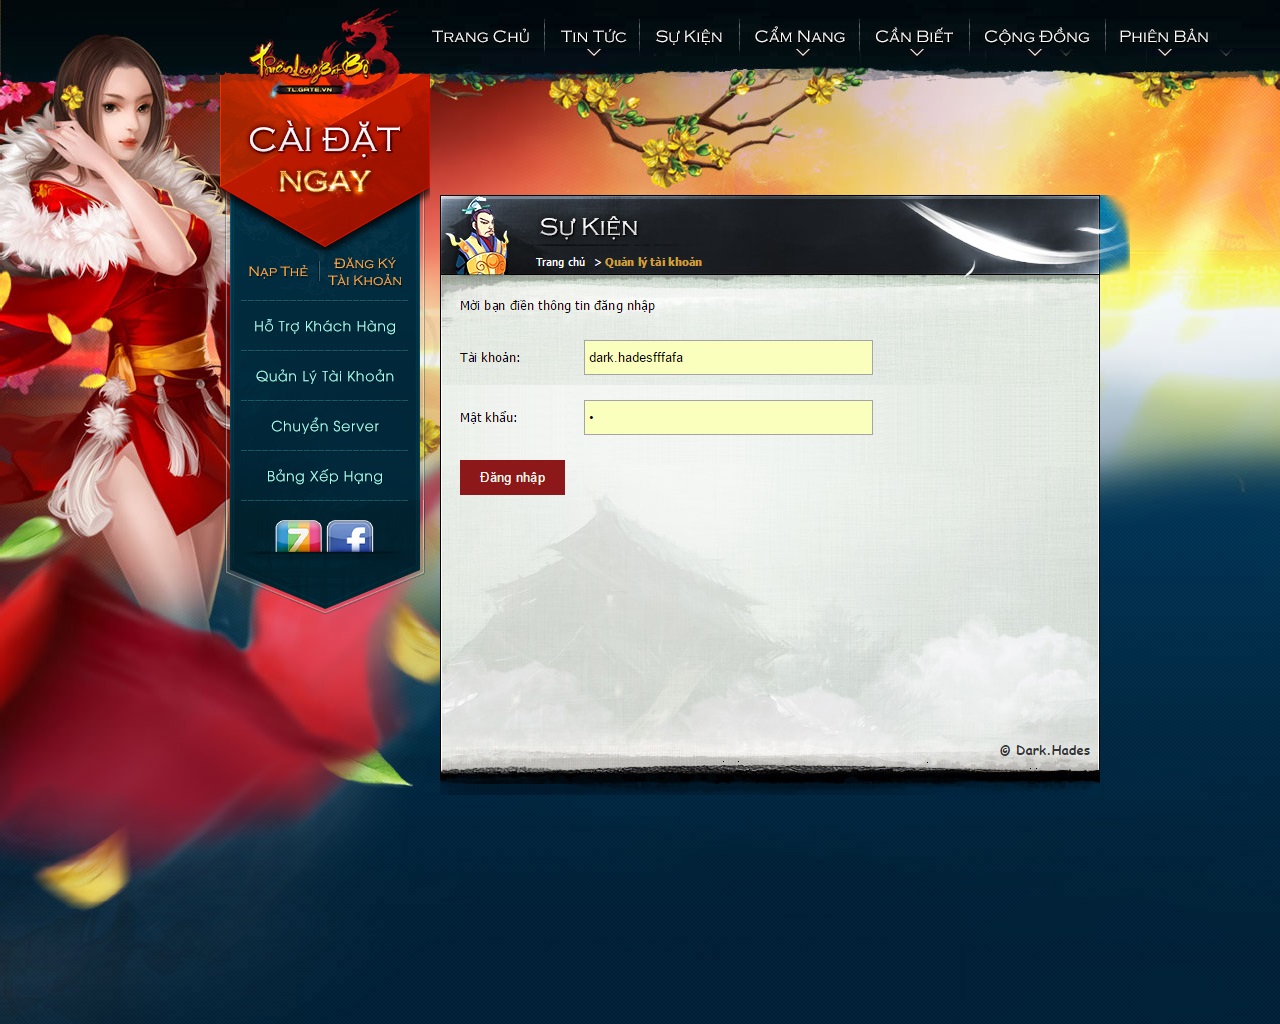 TRANG CHỦ
TIN TỨC
SỰ KIỆN
CẨM NANG
CẦN BIẾT
CỘNG ĐỒNG
PHIÊN BẢN
Thiên Long Bát Bộ 3
TL.GATE.VN
CÀI ĐẶT
NGAY
NẠP THẺ
ĐĂNG KÝ
TÀI KHOẢN
Hỗ Trợ Khách Hàng
Quản Lý Tài Khoản
Chuyển Server
Bảng Xếp Hạng
7 f
SỰ KIỆN
Trang chủ > Quản lý tài khoản
Mời bạn điền thông tin đăng nhập
Tài khoản: dark.hadesfffafa
Mật khẩu: •
Đăng nhập
© Dark.Hades